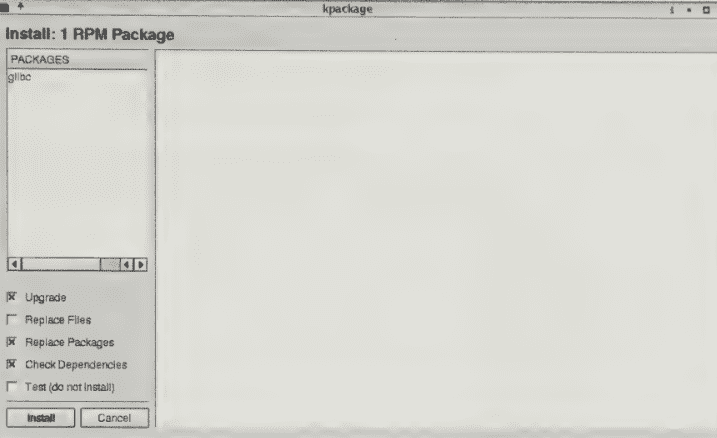 kpackage
Install: 1 RPM Package
PACKAGES
glibc
Upgrade
Replace Files
Replace Packages
Check Dependencies
Test (do not install)
Install
Cancel